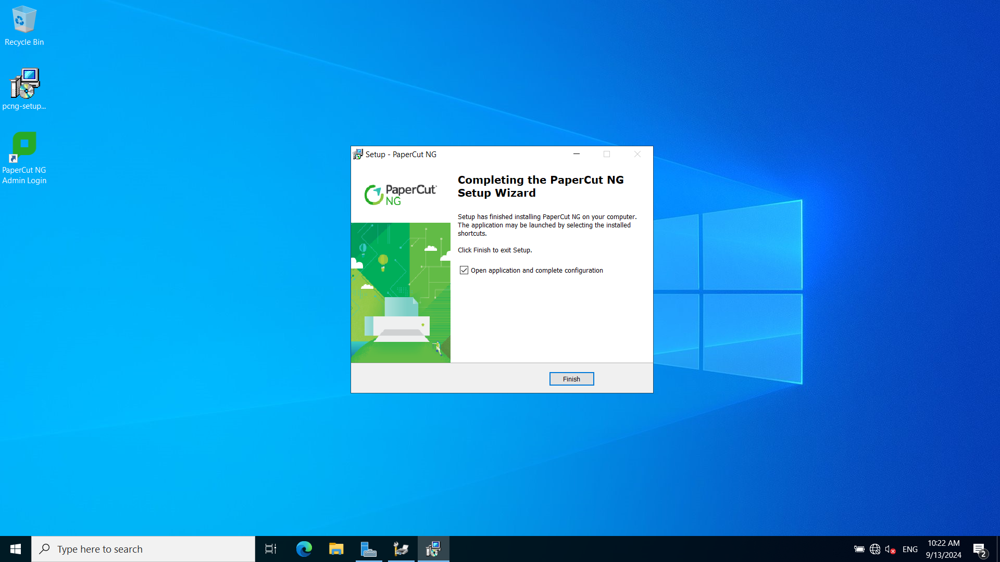 Recycle Bin
pcng-setup...
PaperCut NG
Admin Login
Setup - PaperCut NG
PaperCut™
NG
Completing the PaperCut NG
Setup Wizard
Setup has finished installing PaperCut NG on your computer.
The application may be launched by selecting the installed
shortcuts.
Click Finish to exit Setup.
Open application and complete configuration
Finish
Type here to search
ENG
10:22 AM
9/13/2024
2